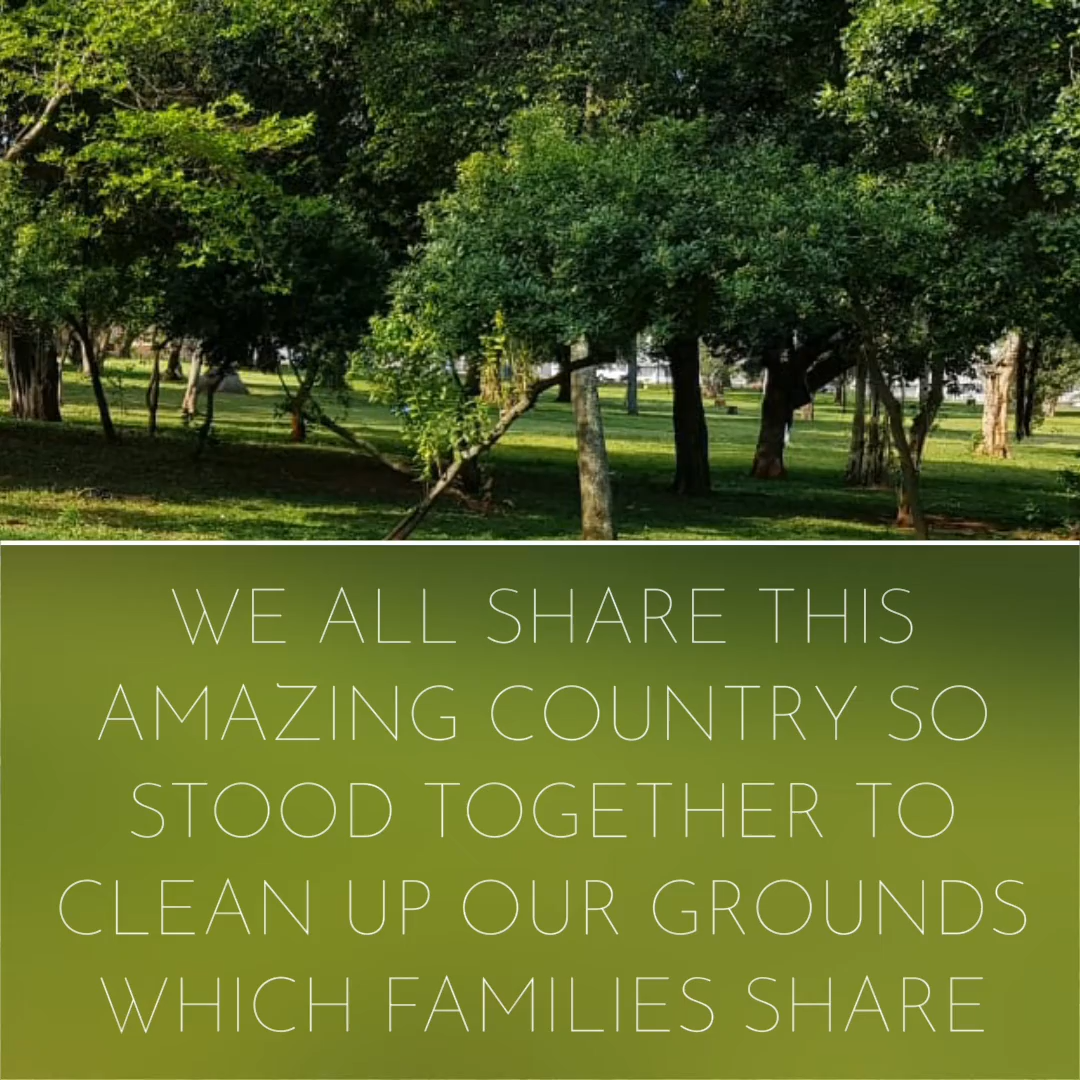 WE ALL SHARE THIS
AMAZING COUNTRY SO
STOOD TOGETHER TO
CLEAN UP OUR GROUNDS
WHICH FAMILIES SHARE